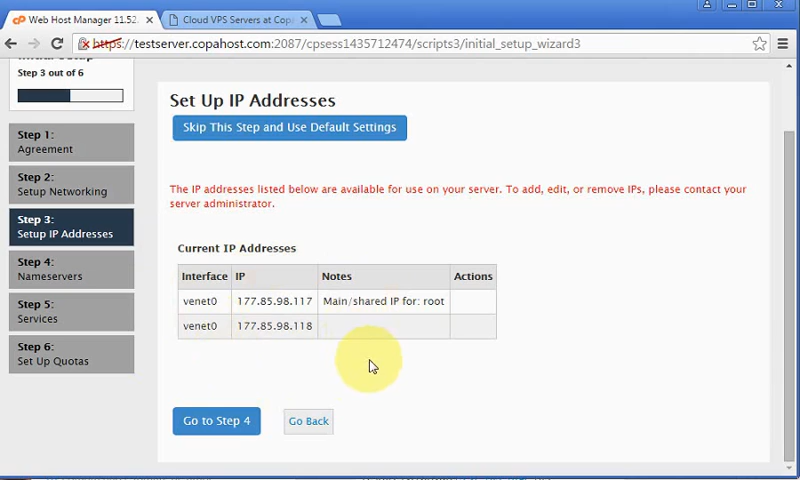 Web Host Manager 11.52.
Cloud VPS Servers at Copa
https://testserver.copahost.com:2087/cpsess1435712474/scripts3/initial_setup_wizard3
Initial Setup
Step 3 out of 6
Step 1:
Agreement
Step 2:
Setup Networking
Step 3:
Setup IP Addresses
Step 4:
Nameservers
Step 5:
Services
Step 6:
Set Up Quotas
Set Up IP Addresses
Skip This Step and Use Default Settings
The IP addresses listed below are available for use on your server. To add, edit, or remove IPs, please contact your
server administrator.
Current IP Addresses
Interface IP Notes Actions
venet0 177.85.98.117 Main/shared IP for: root
venet0 177.85.98.118
Go to Step 4
Go Back